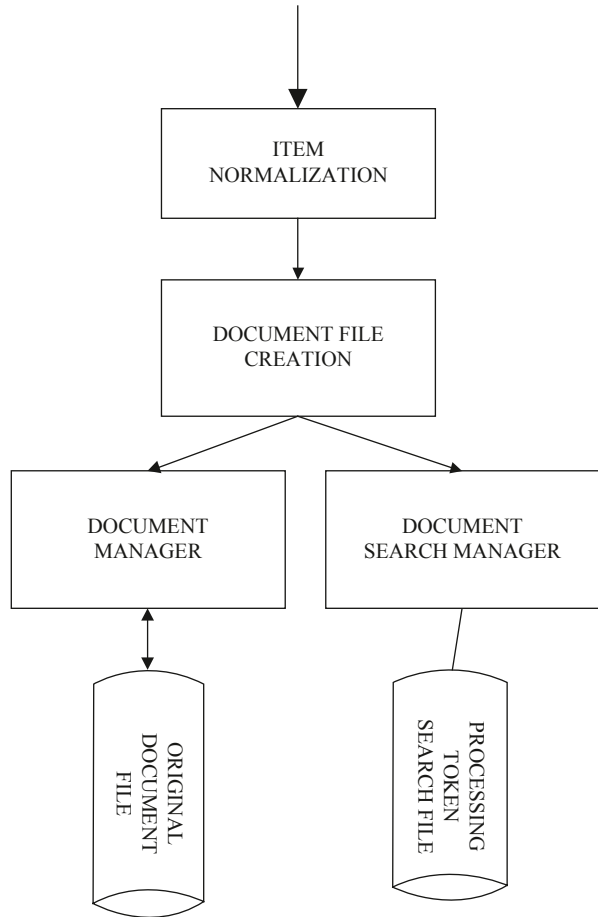 ITEM
NORMALIZATION
DOCUMENT FILE
CREATION
DOCUMENT
MANAGER
DOCUMENT
SEARCH MANAGER
ORIGINAL
DOCUMENT
FILE
PROCESSING
TOKEN
SEARCH FILE